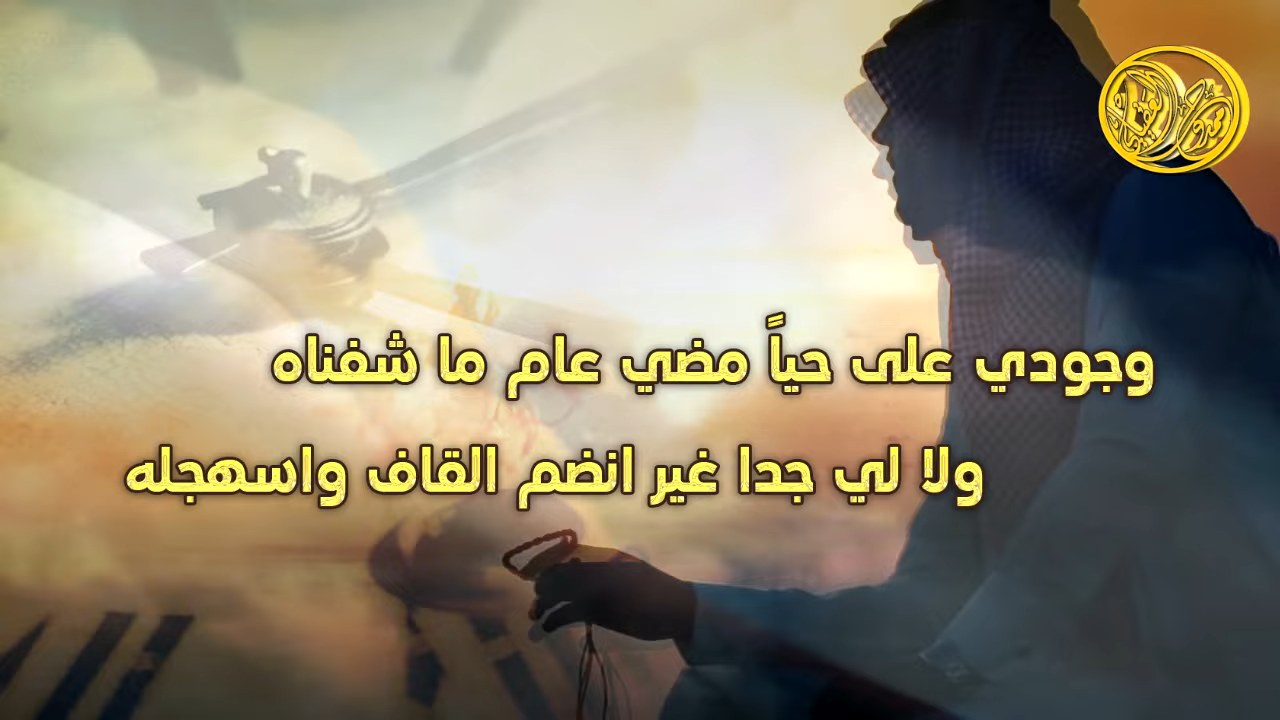 وجودي على حياً مضي عام ما شفناه
ولا لي جدا غير انضم القاف واسهجله